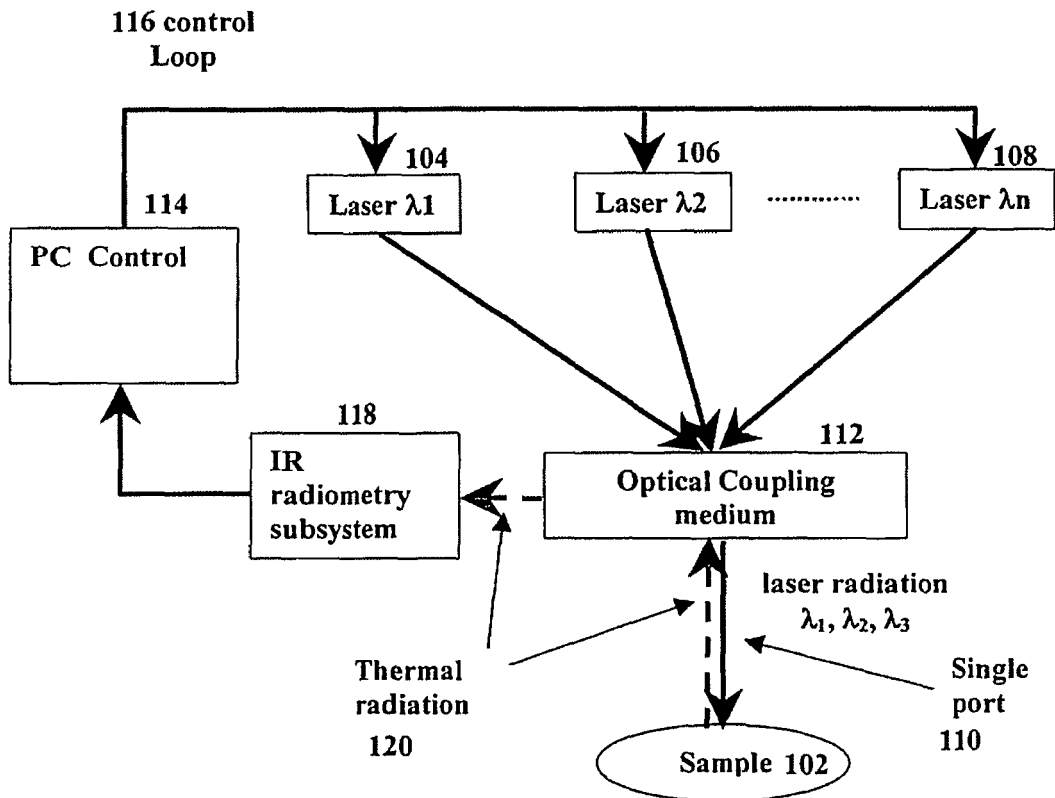 116 control
Loop
104
106
108
Laser λ1
Laser λ2
Laser λn
114
PC Control
118
IR
radiometry
subsystem
112
Optical Coupling
medium
laser radiation
λ1, λ2, λ3
Thermal
radiation
120
Single
port
110
Sample 102